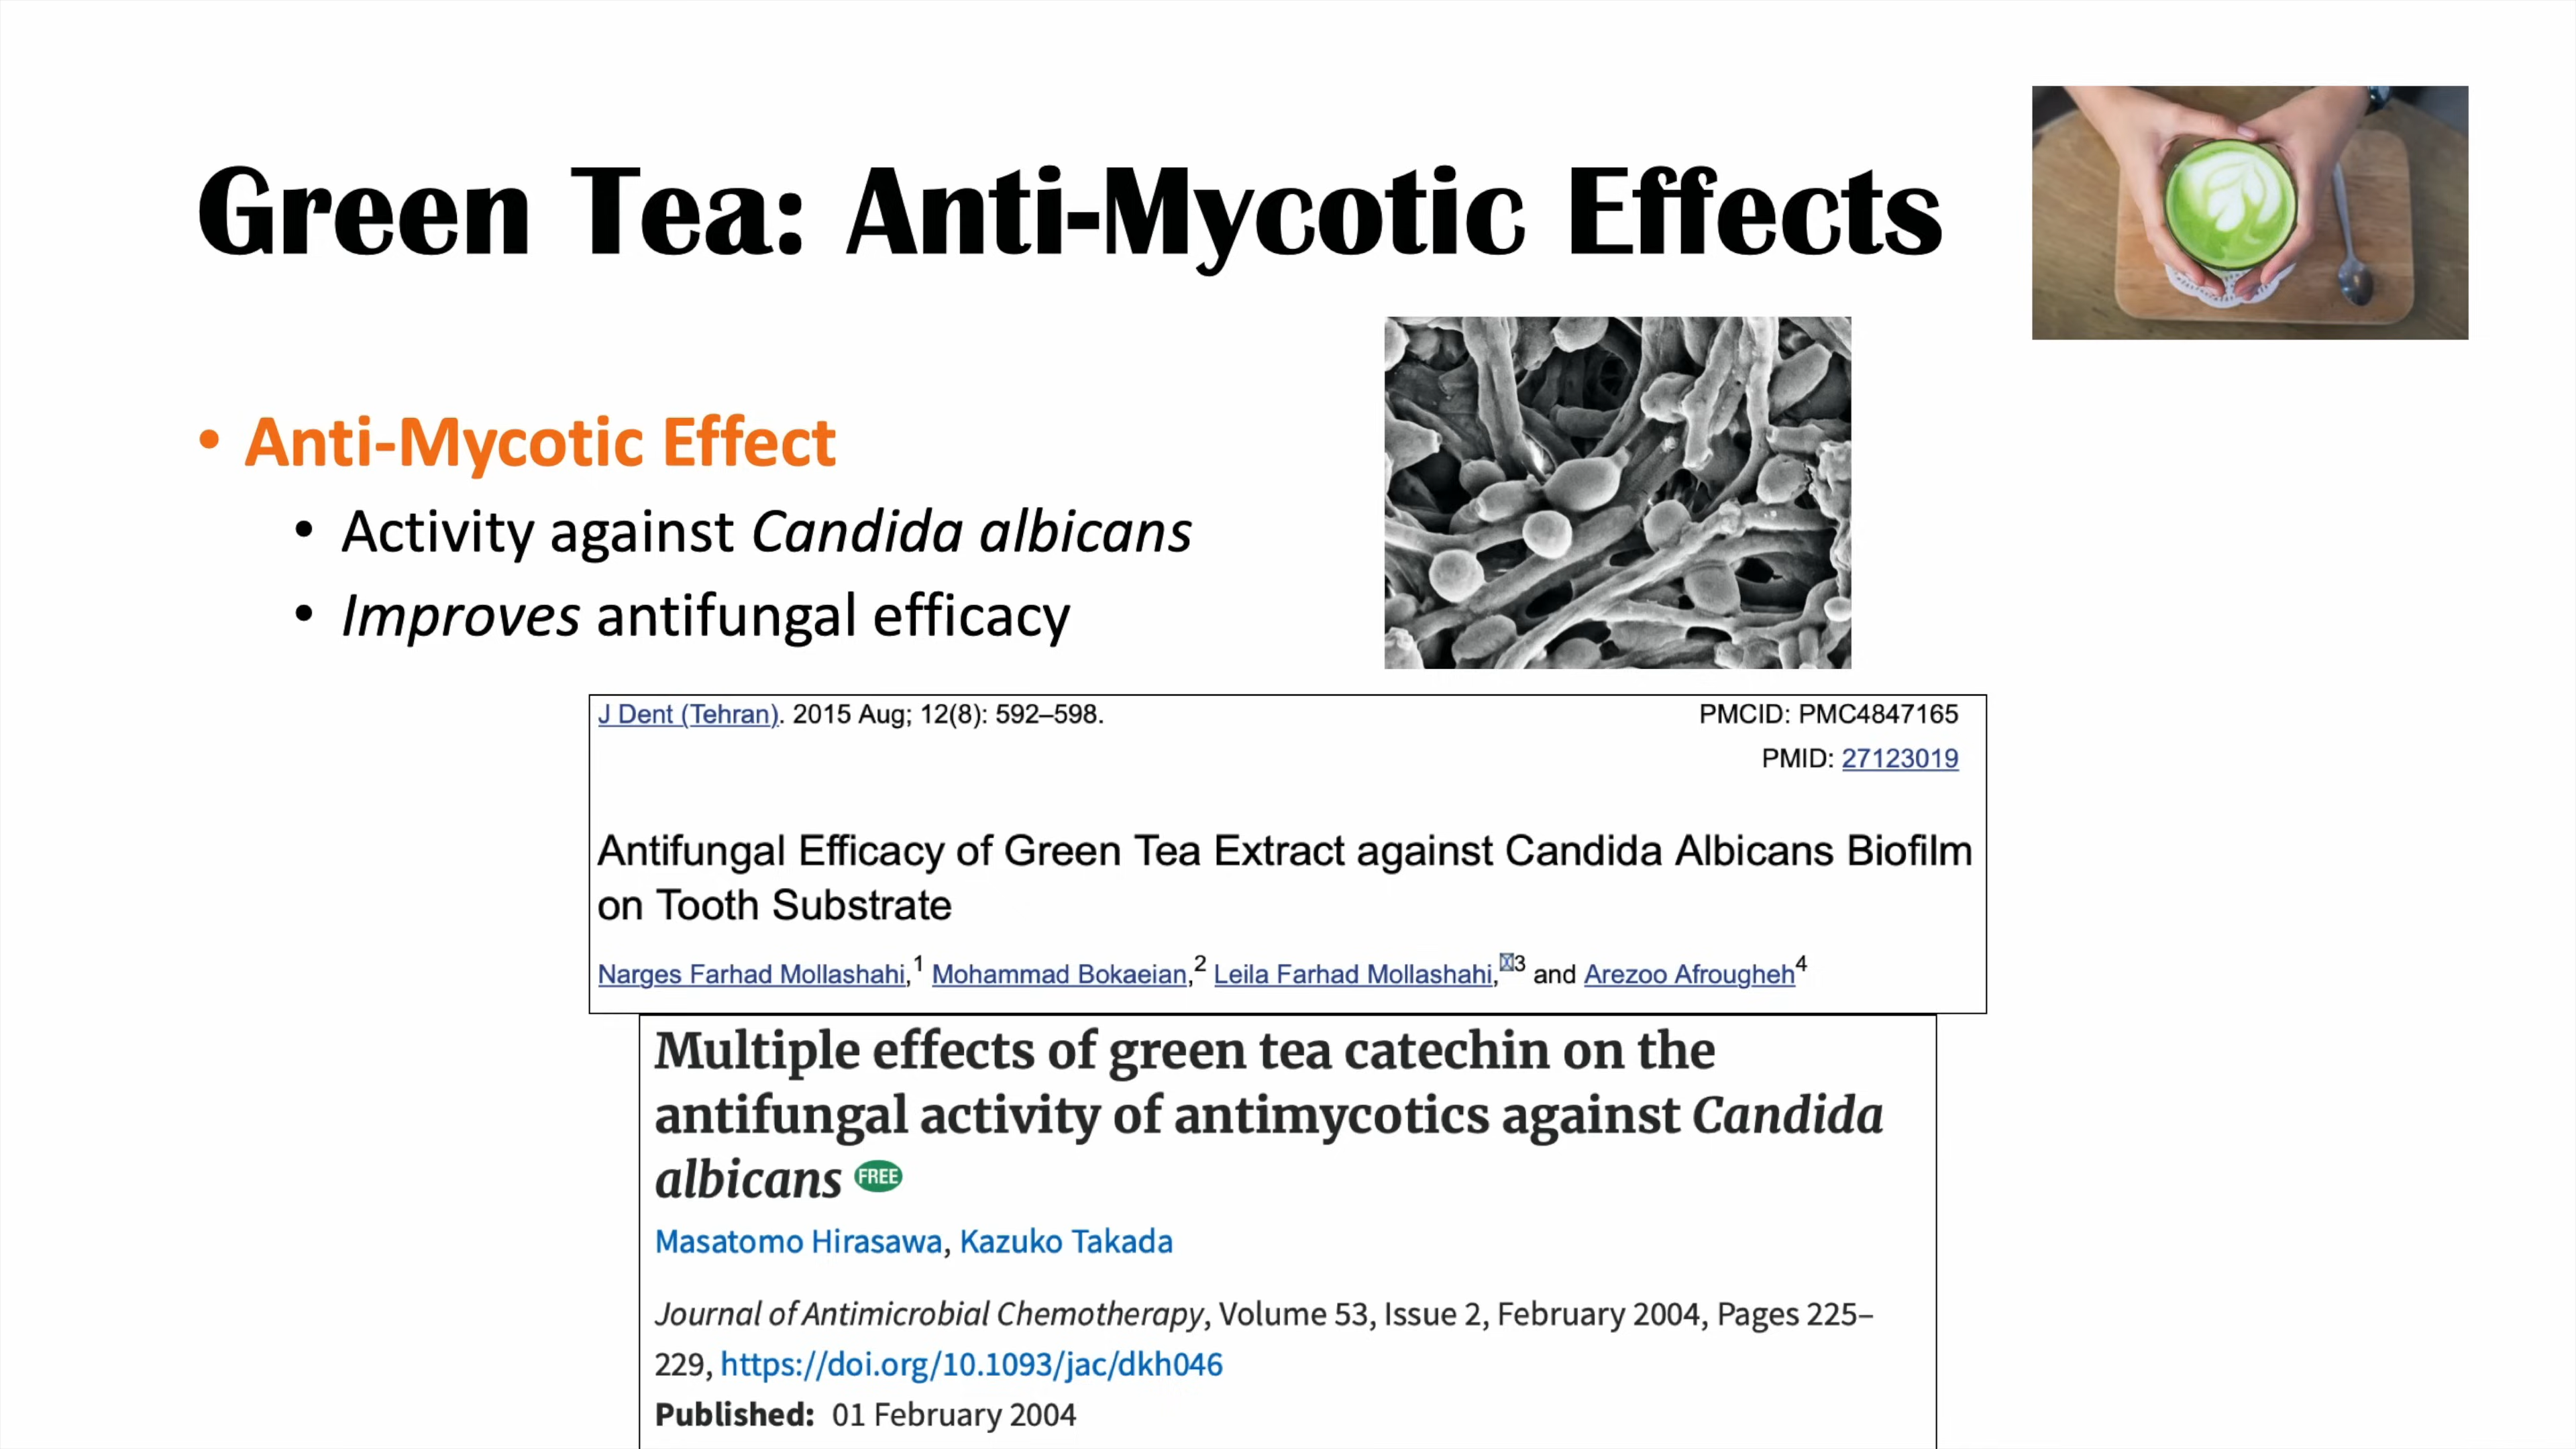 Green Tea: Anti-Mycotic Effects
• Anti-Mycotic Effect
• Activity against Candida albicans
• Improves antifungal efficacy
J Dent (Tehran). 2015 Aug; 12(8): 592–598.
PMCID: PMC4847165
PMID: 27123019
Antifungal Efficacy of Green Tea Extract against Candida Albicans Biofilm
on Tooth Substrate
Narges Farhad Mollashahi,1 Mohammad Bokaeian,2 Leila Farhad Mollashahi,3 and Arezoo Afrougheh4
Multiple effects of green tea catechin on the
antifungal activity of antimycotics against Candida
albicans FREE
Masatomo Hirasawa, Kazuko Takada
Journal of Antimicrobial Chemotherapy, Volume 53, Issue 2, February 2004, Pages 225–
229, https://doi.org/10.1093/jac/dkh046
Published: 01 February 2004